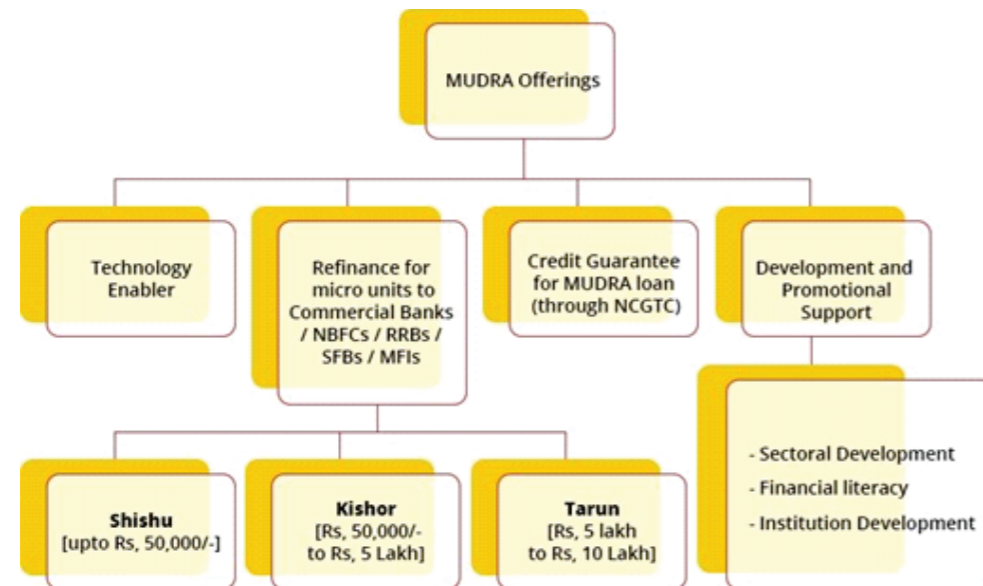 MUDRA Offerings
Technology
Enabler
Refinance for
micro units to
Commercial Banks
/ NBFCs / RRBs /
SFBs / MFIs
Credit Guarantee
for MUDRA loan
(through NCGTC)
Development and
Promotional
Support
Shishu
[upto Rs, 50,000/-]
Kishor
[Rs, 50,000/-
to Rs, 5 Lakh]
Tarun
[Rs, 5 lakh
to Rs, 10 Lakh]
- Sectoral Development
- Financial literacy
- Institution Development